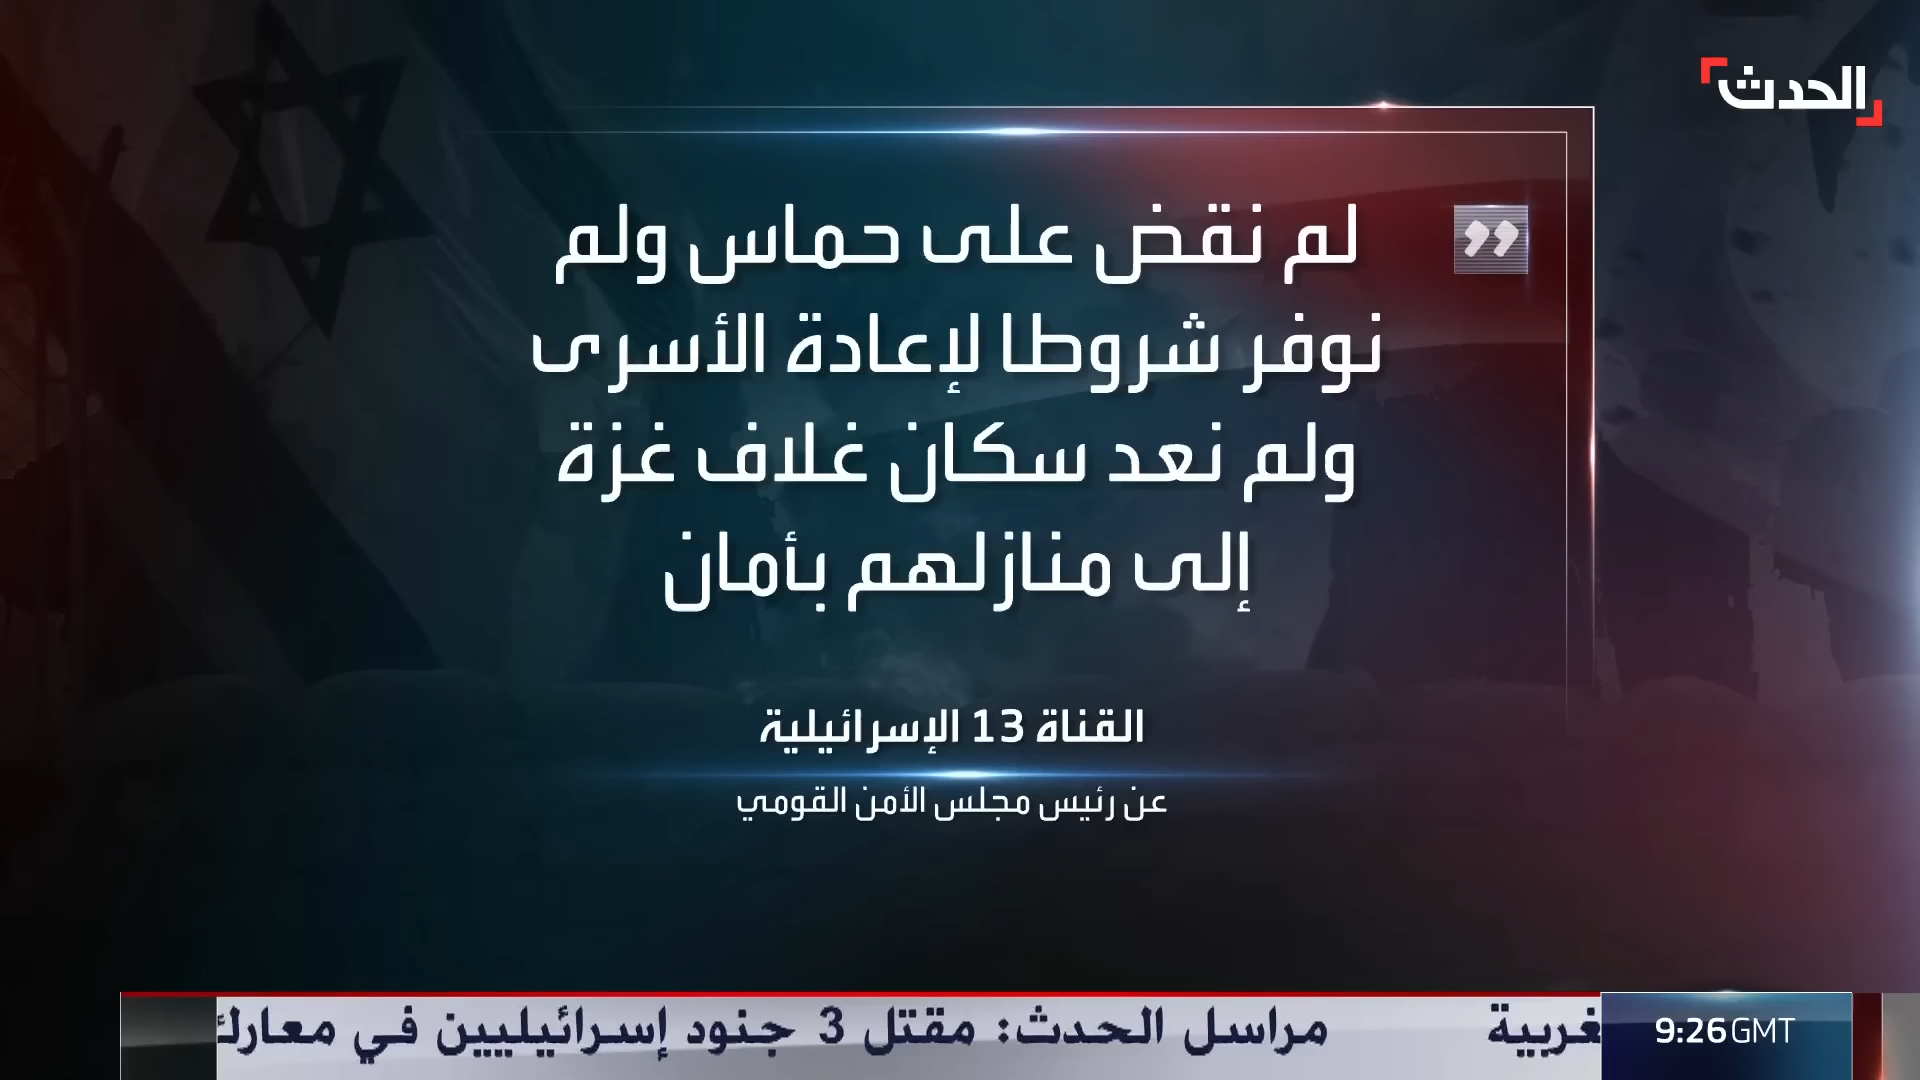 الحدث
لم نقض على حماس ولم
نوفر شروطا لإعادة الأسرى
ولم نعد سكان غلاف غزة
إلى منازلهم بأمان
القناة 13 الإسرائيلية
عن رئيس مجلس الأمن القومي
مراسل الحدث: مقتل 3 جنود إسرائيليين في
9:26 GMT